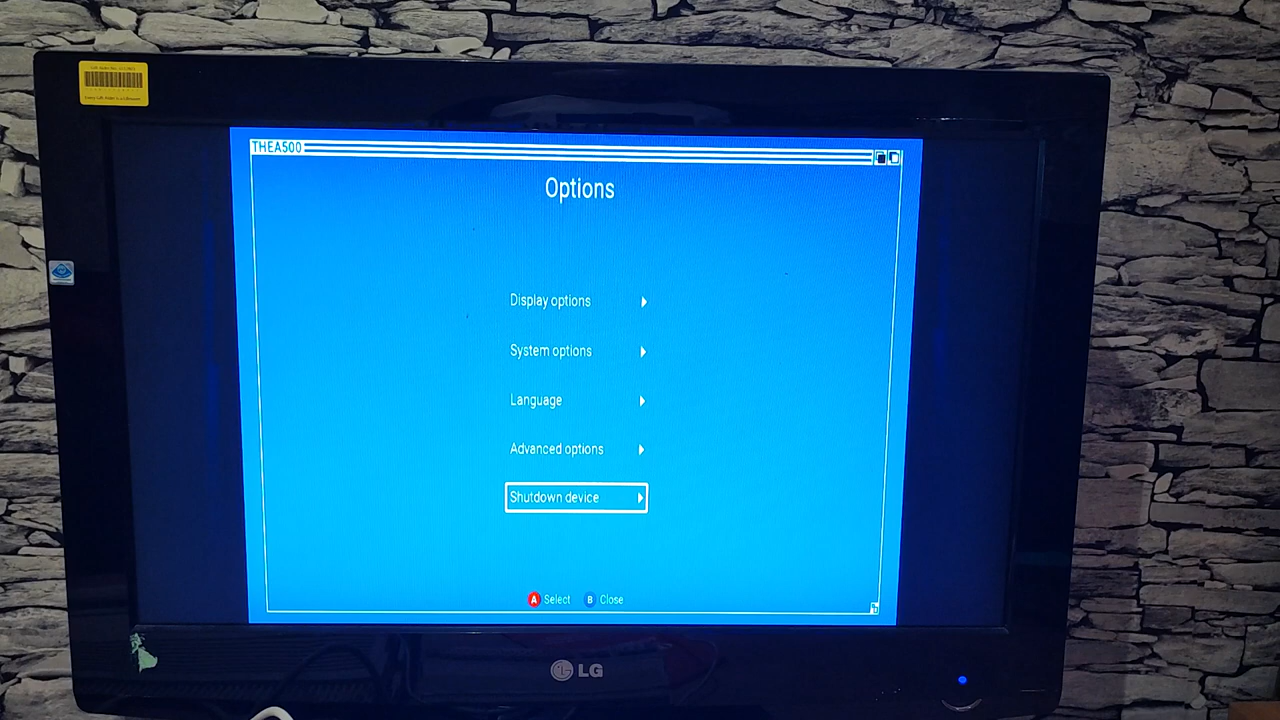 THEA500
Options
Display options
System options
Language
Advanced options
Shutdown device
A Select B Close
LG